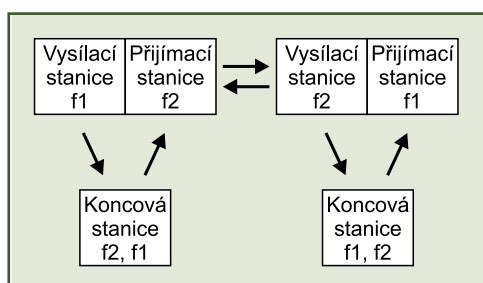 Vysílací
stanice
f1
Přijímací
stanice
f2
Vysílací
stanice
f2
Přijímací
stanice
f1
Koncová
stanice
f2, f1
Koncová
stanice
f1, f2